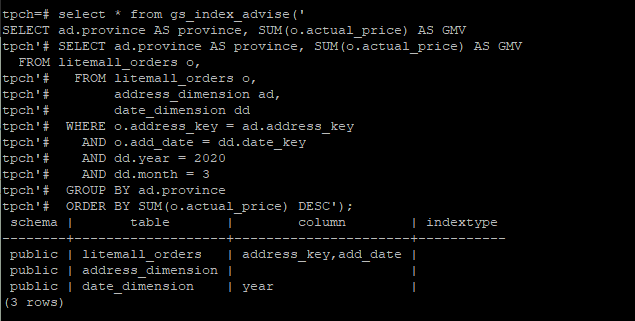 tpch=# select * from gs_index_advise('
SELECT ad.province AS province, SUM(o.actual_price) AS GMV
tpch'# SELECT ad.province AS province, SUM(o.actual_price) AS GMV
  FROM litemall_orders o,
tpch'#   FROM litemall_orders o,
tpch'#        address_dimension ad,
tpch'#        date_dimension dd
tpch'#  WHERE o.address_key = ad.address_key
tpch'#    AND o.add_date = dd.date_key
tpch'#    AND dd.year = 2020
tpch'#    AND dd.month = 3
tpch'#  GROUP BY ad.province
tpch'#  ORDER BY SUM(o.actual_price) DESC');
 schema |       table       |        column        | indextype
--------+-------------------+----------------------+-----------
 public | litemall_orders   | address_key,add_date |
 public | address_dimension |                      |
 public | date_dimension    | year                 |
(3 rows)